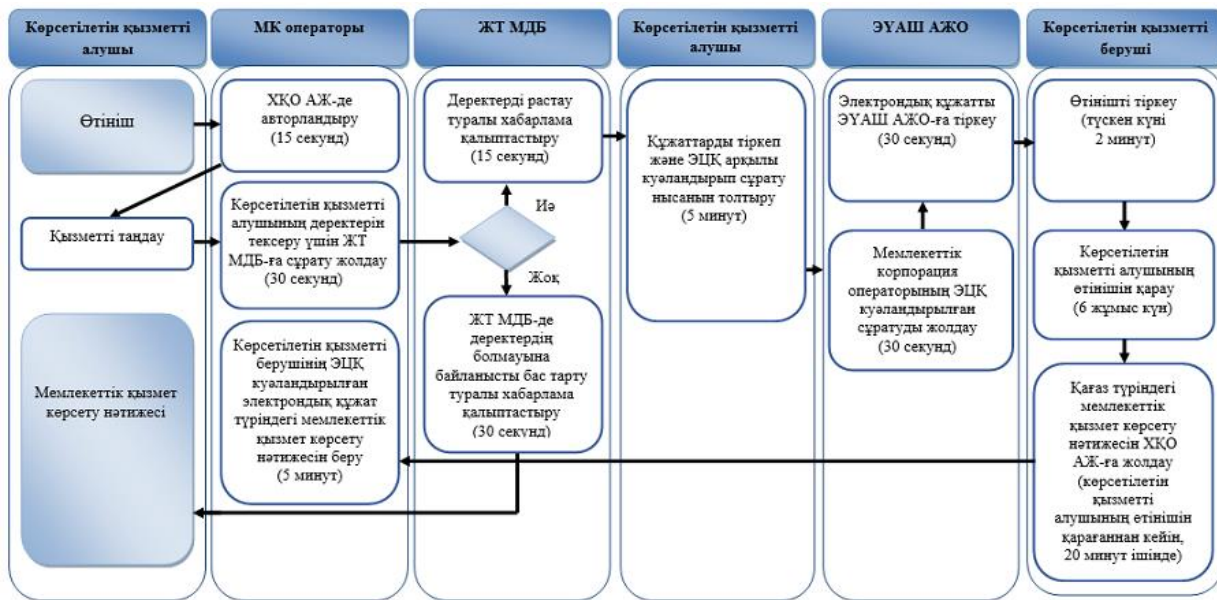 Көрсетілетін қызметті
алушы
МК операторы
ЖТ МДБ
Көрсетілетін қызметті
алушы
ЭҮАШ АЖО
Көрсетілетін қызметті
беруші
Өтініш
Қызметті таңдау
Мемлекеттік қызмет
көрсету нәтижесі
ХҚО АЖ-де
авторландыру
(15 секунд)
Көрсетілетін қызметті
алушының деректерін
тексеру үшін ЖТ
МДБ-ға сұрату жолдау
(30 секунд)
Көрсетілетін қызметті
берушінің ЭЦҚ
куәландырылған
электрондық құжат
түріндегі мемлекеттік
қызмет көрсету
нәтижесін беру
(5 минут)
Деректерді растау
туралы хабарлама
қалыптастыру
(15 секунд)
Иә
Жоқ
ЖТ МДБ-де
деректердің
болмауына
байланысты бас тарту
туралы хабарлама
қалыптастыру
(30 секунд)
Құжаттарды тіркеп
және ЭЦҚ арқылы
куәландырып сұрату
нысанын толтыру
(5 минут)
Электрондық құжатты
ЭҮАШ АЖО-ға тіркеу
(30 секунд)
Мемлекеттік
корпорация
операторының ЭЦҚ
куәландырылған
сұратуды жолдау
(30 секунд)
Өтінішті тіркеу
(түскен күні
2 минут)
Көрсетілетін
қызметті алушының
өтінішін қарау
(6 жұмыс күн)
Қағаз түріндегі
мемлекеттік
қызмет көрсету
нәтижесін ХҚО
АЖ-ға жолдау
(көрсетілетін
қызметті
алушының өтінішін
қарағаннан кейін,
20 минут ішінде)